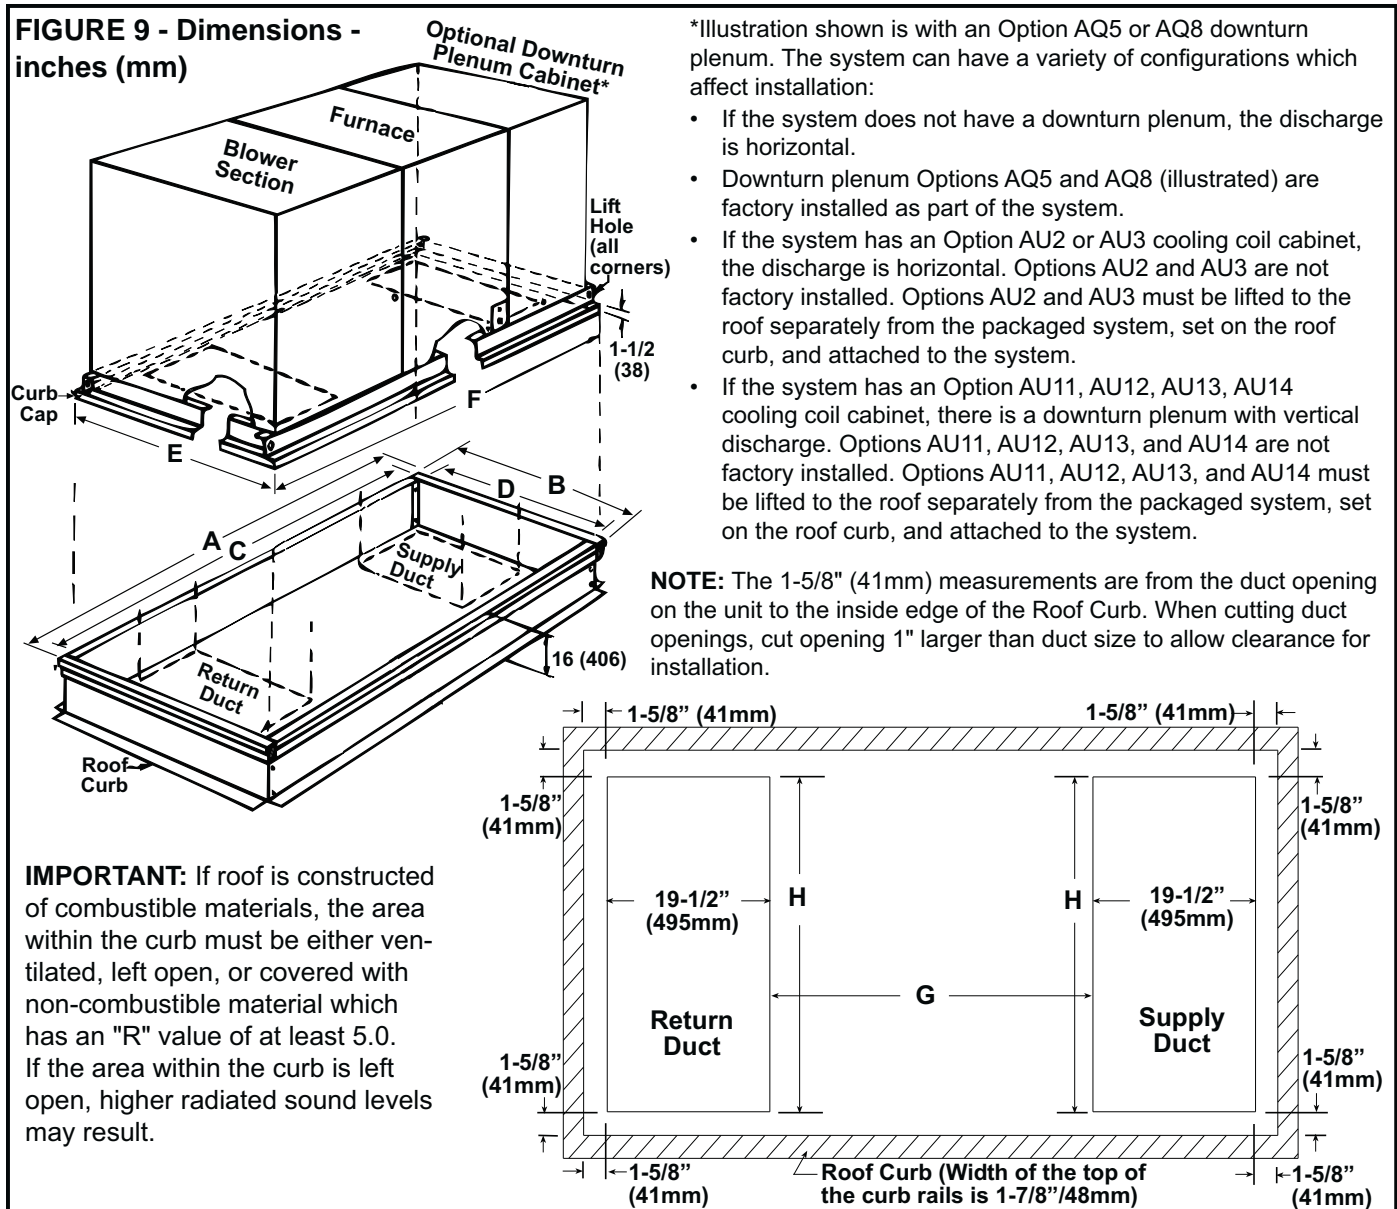 FIGURE 9 - Dimensions -
inches (mm)
Optional Downturn
Plenum Cabinet*
Furnace
Blower
Section
Lift
Hole
(all
corners)
1-1/2
(38)
Curb
Cap
F
E
B
D
A
C
Supply
Duct
16 (406)
Return
Duct
Roof
Curb
*Illustration shown is with an Option AQ5 or AQ8 downturn
plenum. The system can have a variety of configurations which
affect installation:
• If the system does not have a downturn plenum, the discharge
is horizontal.
• Downturn plenum Options AQ5 and AQ8 (illustrated) are
factory installed as part of the system.
• If the system has an Option AU2 or AU3 cooling coil cabinet,
the discharge is horizontal. Options AU2 and AU3 are not
factory installed. Options AU2 and AU3 must be lifted to the
roof separately from the packaged system, set on the roof
curb, and attached to the system.
• If the system has an Option AU11, AU12, AU13, AU14
cooling coil cabinet, there is a downturn plenum with vertical
discharge. Options AU11, AU12, AU13, and AU14 are not
factory installed. Options AU11, AU12, AU13, and AU14 must
be lifted to the roof separately from the packaged system, set
on the roof curb, and attached to the system.
NOTE: The 1-5/8" (41mm) measurements are from the duct opening
on the unit to the inside edge of the Roof Curb. When cutting duct
openings, cut opening 1" larger than duct size to allow clearance for
installation.
IMPORTANT: If roof is constructed
of combustible materials, the area
within the curb must be either ven-
tilated, left open, or covered with
non-combustible material which
has an "R" value of at least 5.0.
If the area within the curb is left
open, higher radiated sound levels
may result.
1-5/8” (41mm)
1-5/8” (41mm)
1-5/8”
(41mm)
1-5/8”
(41mm)
19-1/2”
(495mm)
H
H
19-1/2”
(495mm)
G
Return
Duct
Supply
Duct
1-5/8”
(41mm)
1-5/8”
(41mm)
1-5/8”
(41mm)
Roof Curb (Width of the top of
the curb rails is 1-7/8”/48mm)
1-5/8”
(41mm)